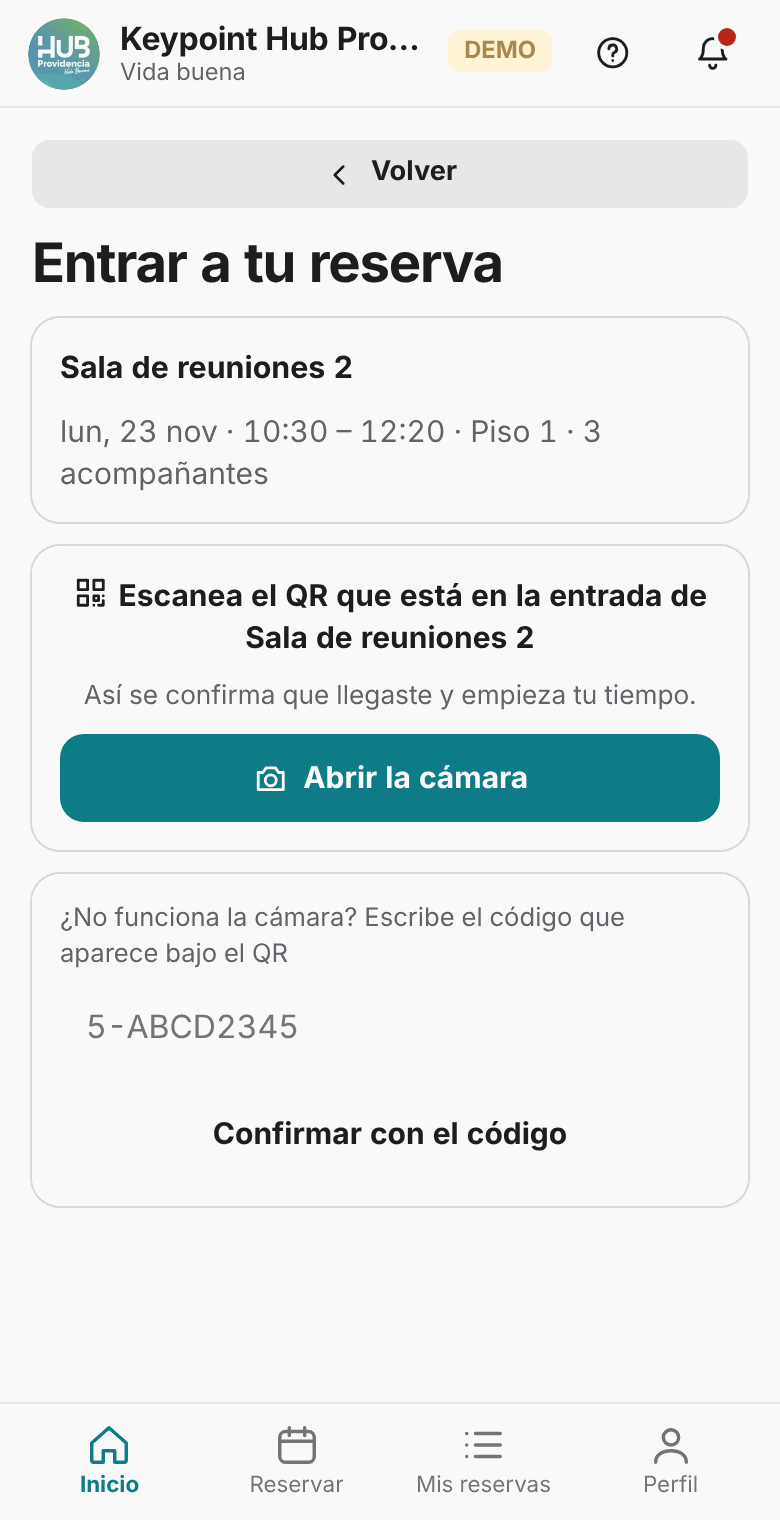 HUB
Providencia
Keypoint Hub Pro...
Vida buena
DEMO
Volver
Entrar a tu reserva
Sala de reuniones 2
lun, 23 nov · 10:30 – 12:20 · Piso 1 · 3
acompañantes
Escanea el QR que está en la entrada de
Sala de reuniones 2
Así se confirma que llegaste y empieza tu tiempo.
Abrir la cámara
¿No funciona la cámara? Escribe el código que
aparece bajo el QR
5-ABCD2345
Confirmar con el código
Inicio
Reservar
Mis reservas
Perfil